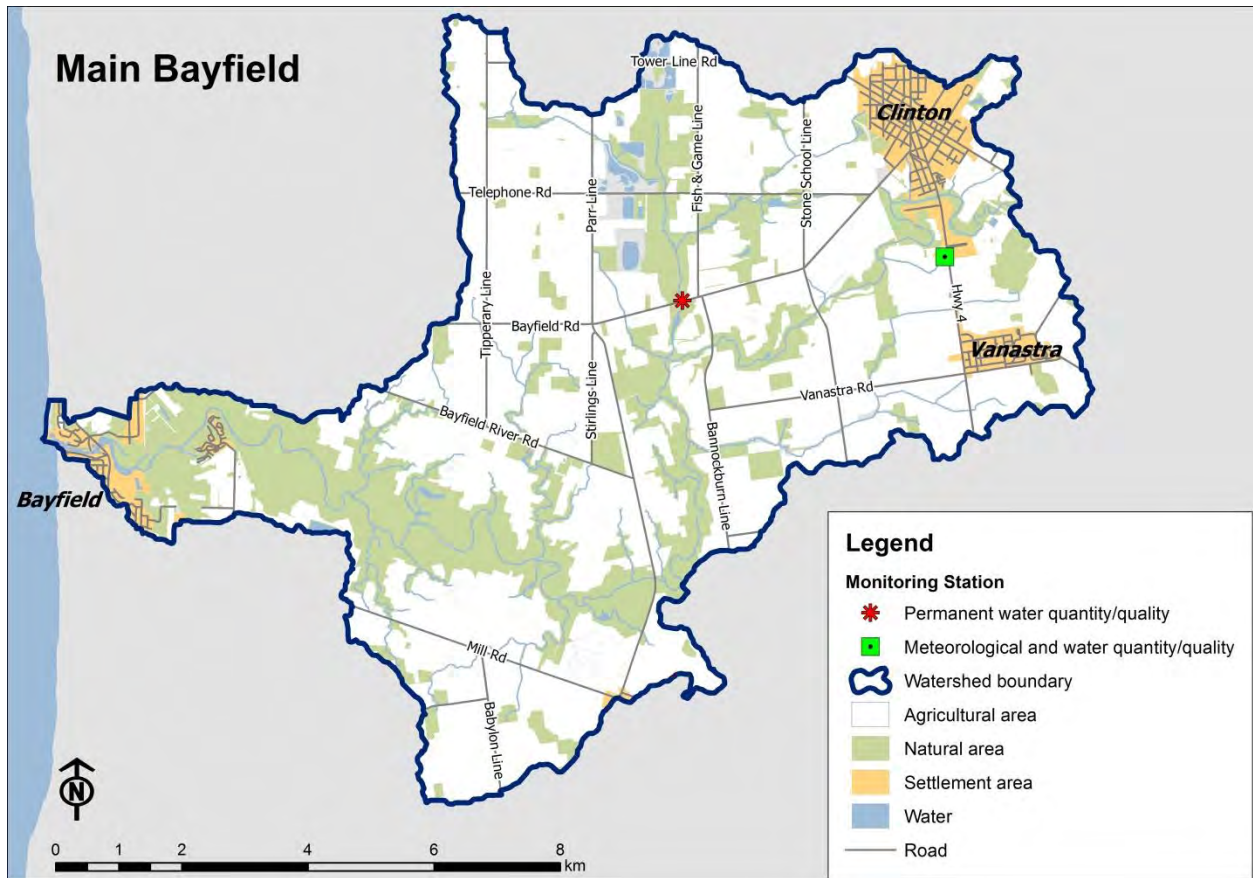 Main Bayfield
Tower Line Rd
Clinton
Fish & Game Line
Stone School Line
Parr Line
Telephone Rd
Tipperary Line
Hwy 4
Bayfield Rd
Vanastra
Stirlings Line
Vanastra Rd
Bayfield River Rd
Bannockburn Line
Bayfield
Mill Rd
Babylon Line
N
0 1 2 4 6 8
km
Legend
Monitoring Station
Permanent water quantity/quality
Meteorological and water quantity/quality
Watershed boundary
Agricultural area
Natural area
Settlement area
Water
Road